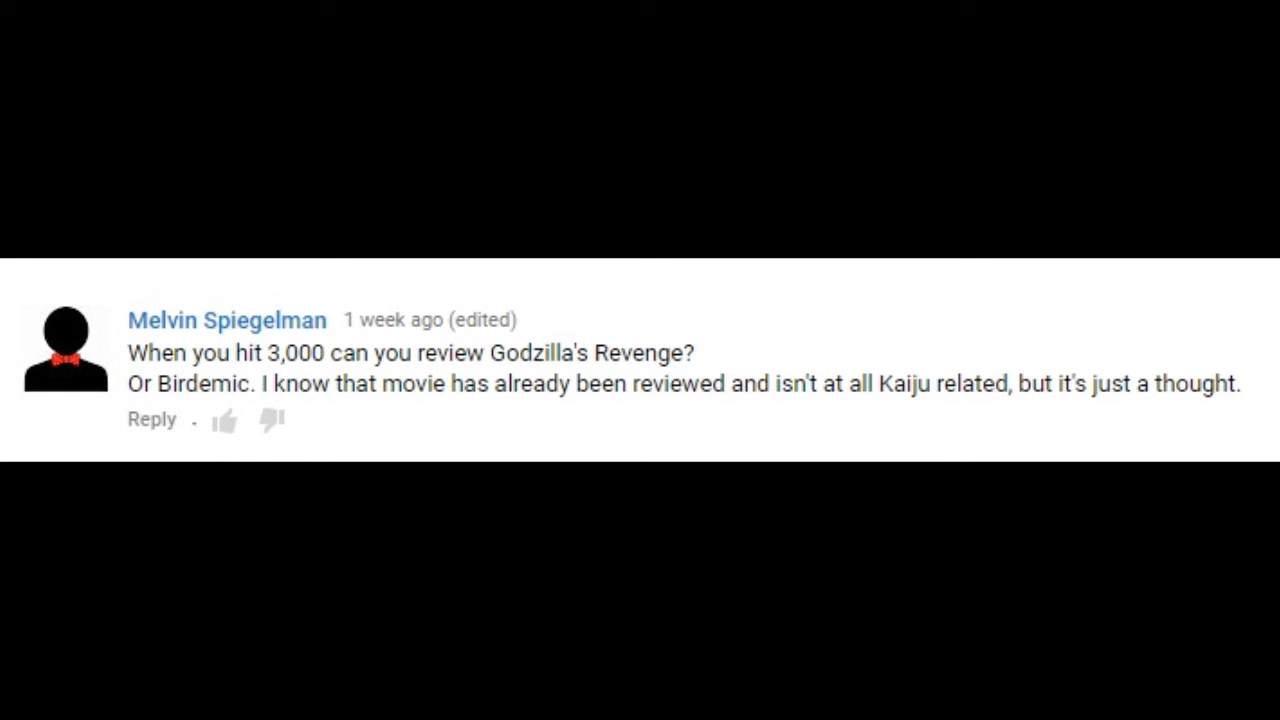 Melvin Spiegelman 1 week ago (edited)
When you hit 3,000 can you review Godzilla's Revenge?
Or Birdemic. I know that movie has already been reviewed and isn't at all Kaiju related, but it's just a thought.
Reply .